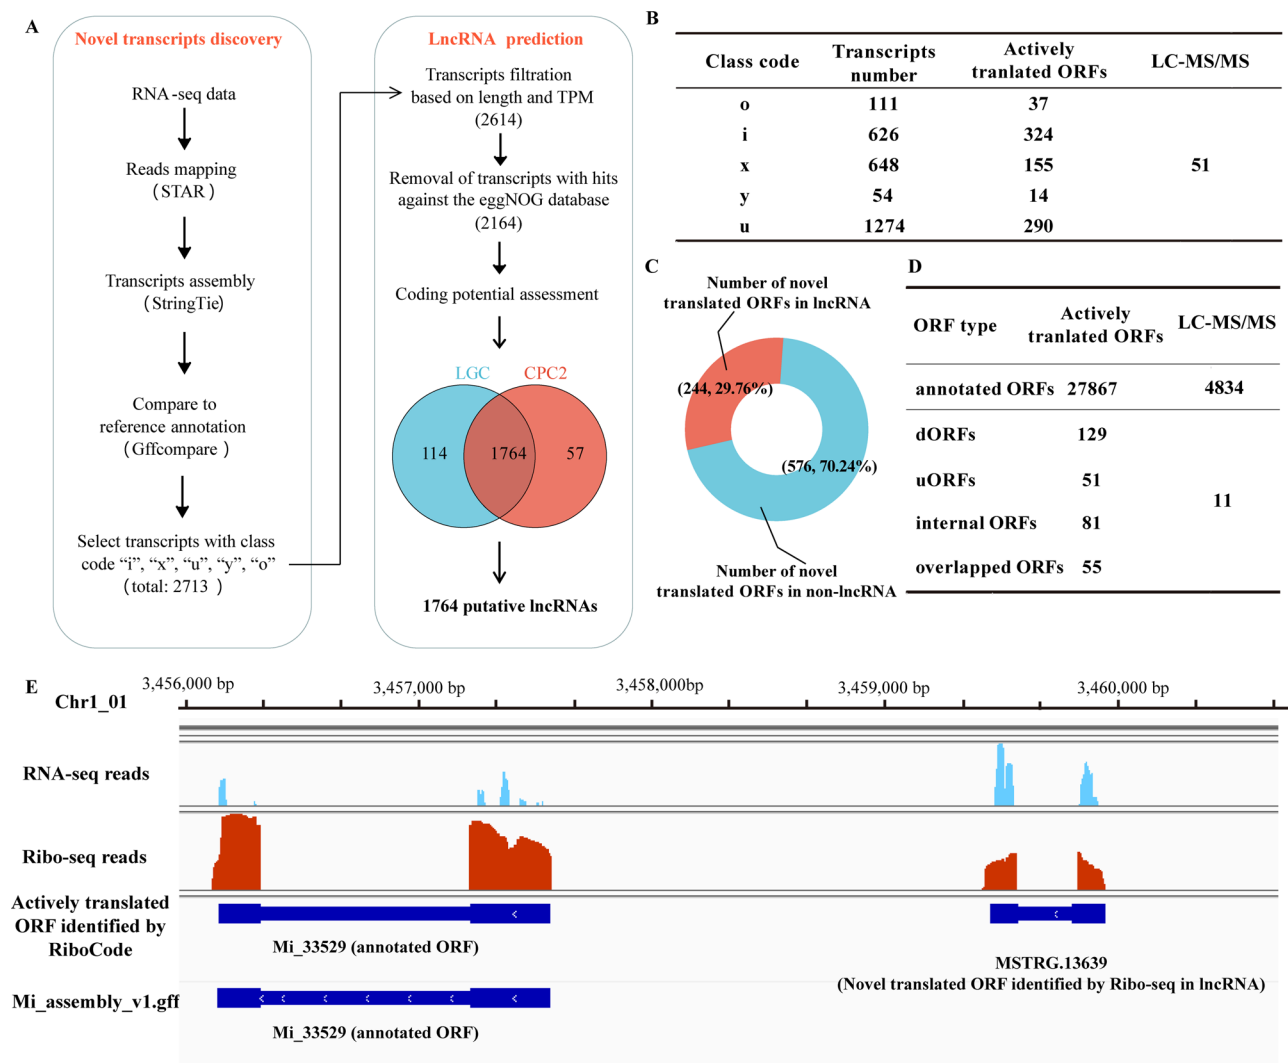 A
Novel transcripts discovery
RNA-seq data
Reads mapping
(STAR)
Transcripts assembly
(StringTie)
Compare to
reference annotation
(Gffcompare)
Select transcripts with class
code “i”, “x”, “u”, “y”, “o”
(total: 2713)
LncRNA prediction
Transcripts filtration
based on length and TPM
(2614)
Removal of transcripts with hits
against the eggNOG database
(2164)
Coding potential assessment
LGC CPC2
114 1764 57
1764 putative lncRNAs
B
Class code Transcripts number Actively tranlated ORFs LC-MS/MS
o 111 37
i 626 324
x 648 155 51
y 54 14
u 1274 290
C
Number of novel
translated ORFs in lncRNA
(244, 29.76%)
(576, 70.24%)
Number of novel
translated ORFs in non-lncRNA
D
ORF type Actively tranlated ORFs LC-MS/MS
annotated ORFs 27867 4834
dORFs 129
uORFs 51
11
internal ORFs 81
overlapped ORFs 55
E
Chr1_01
3,456,000 bp 3,457,000 bp 3,458,000bp 3,459,000 bp 3,460,000 bp
RNA-seq reads
Ribo-seq reads
Actively translated
ORF identified by
RiboCode
Mi_33529 (annotated ORF)
MSTRG.13639
(Novel translated ORF identified by Ribo-seq in lncRNA)
Mi_assembly_v1.gff
Mi_33529 (annotated ORF)